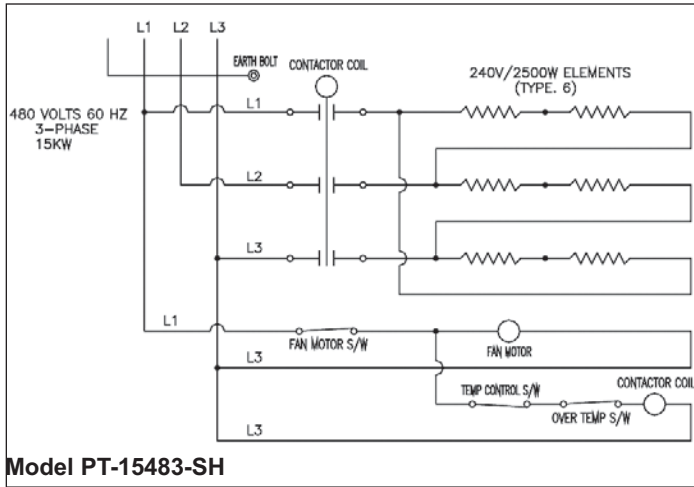 L1 L2 L3
EARTH BOLT
CONTACTOR COIL
240V/2500W ELEMENTS
(TYPE. 6)
L1
480 VOLTS 60 HZ
3-PHASE
15KW
L2
L3
L1
FAN MOTOR S/W
FAN MOTOR
L3
TEMP CONTROL S/W
CONTACTOR COIL
OVER TEMP S/W
L3
Model PT-15483-SH